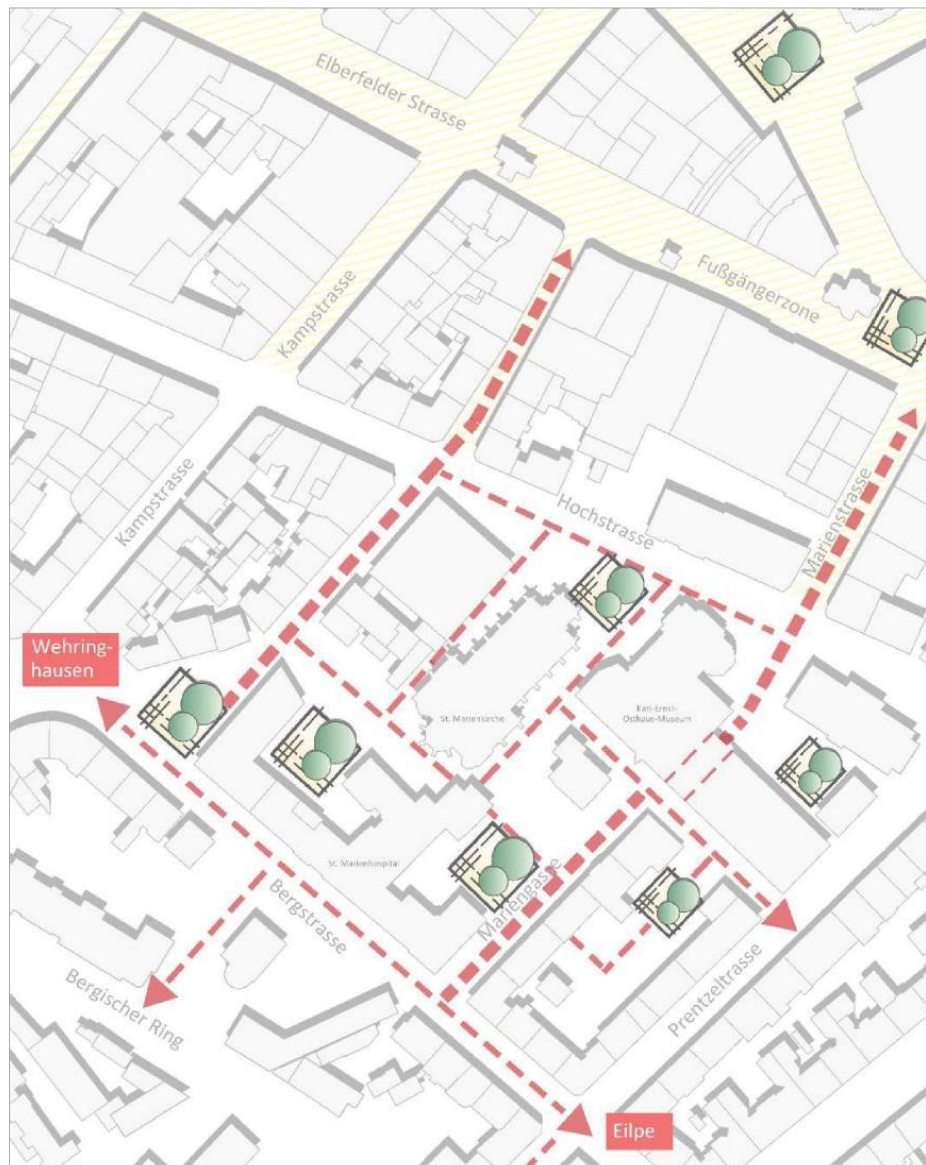 Elberfelder Strasse
Kampstrasse
Fußgängerzone
Kampstrasse
Hochstrasse
Marienstrasse
Wehring-
hausen
St. Marienkirche
Karl-Ernst-
Osthaus-Museum
St. Marienhospital
Mariengasse
Bergstrasse
Prentzeltrasse
Bergischer Ring
Eilpe